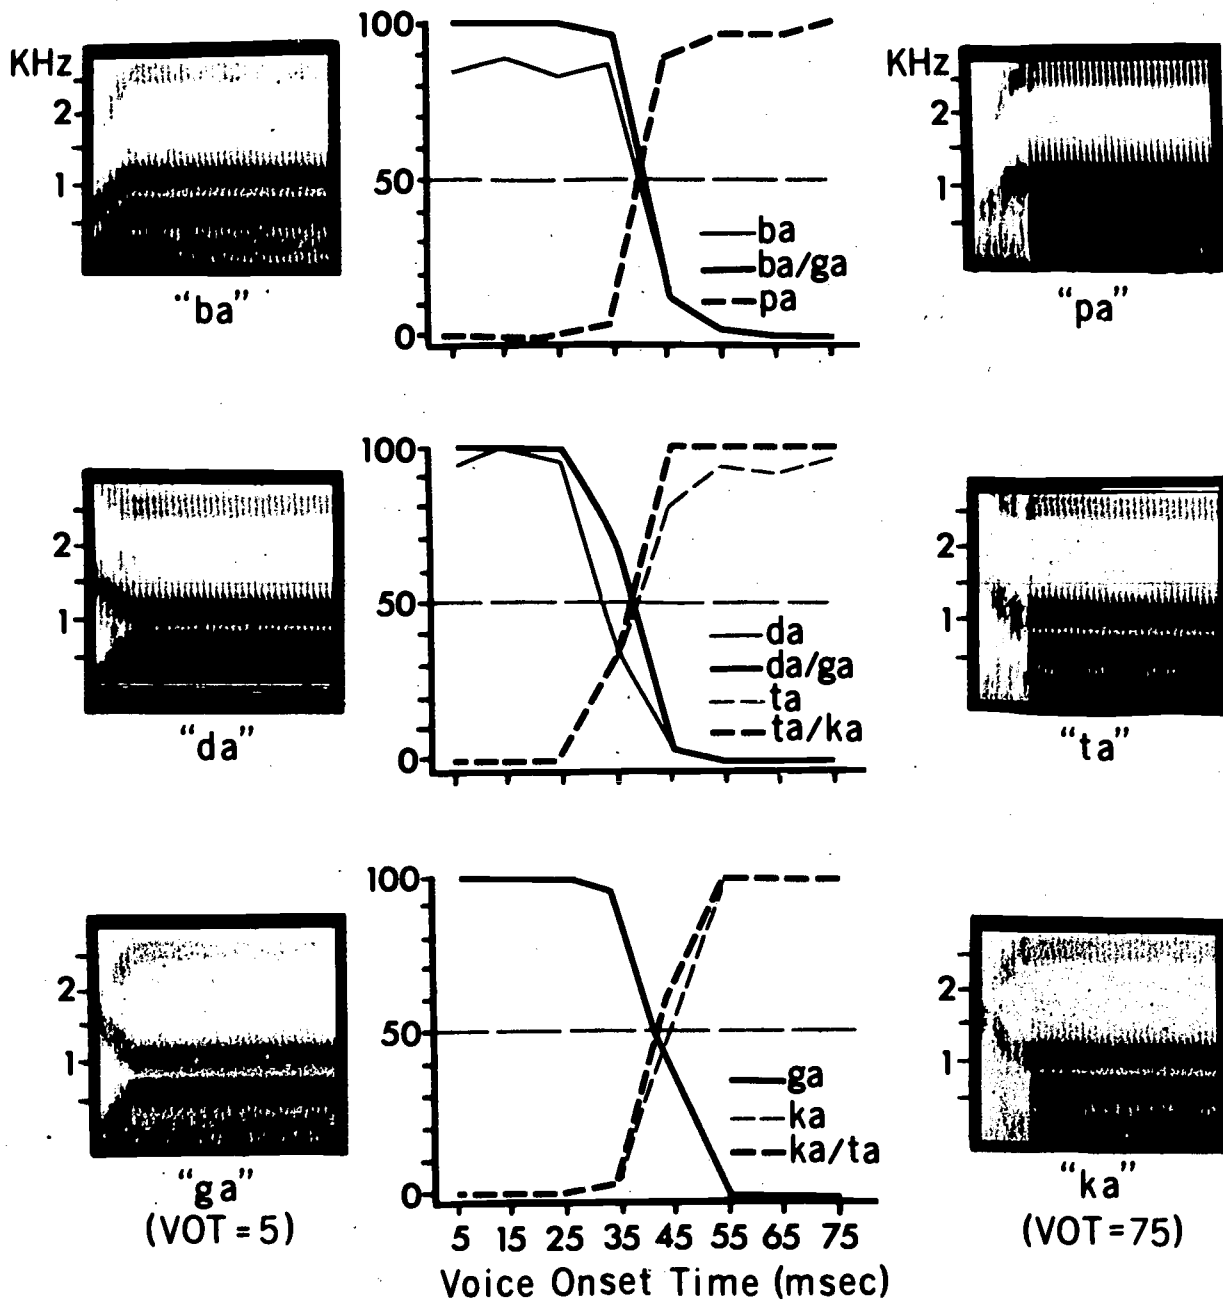 KHz
2
1
"ba"
100
50
0
ba
ba/ga
pa
KHz
2
1
"pa"
2
1
"da"
100
50
0
da
da/ga
ta
ta/ka
2
1
"ta"
2
1
"ga"
(VOT = 5)
100
50
0
ga
ka
ka/ta
5 15 25 35 45 55 65 75
Voice Onset Time (msec)
2
1
"ka"
(VOT = 75)